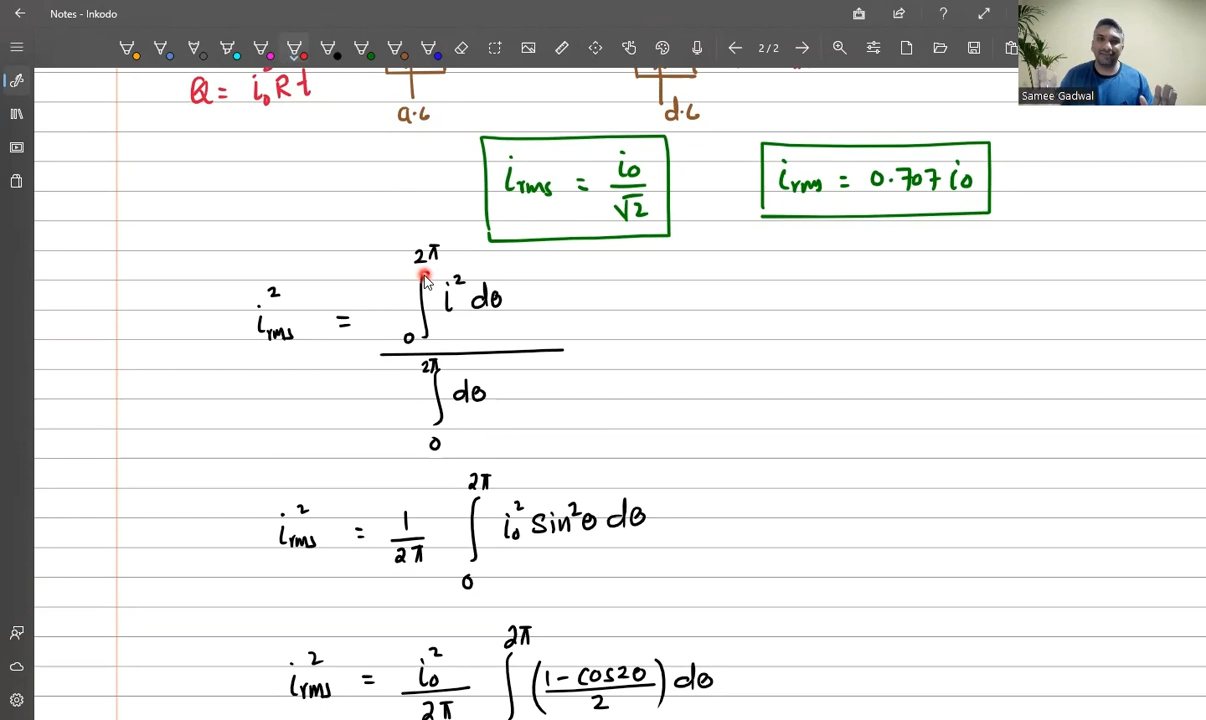 Notes - Inkodo
2/2
Samee Gadwal
Q = i₀²Rt
a.c
d.c
i_rms = i₀/√2
i_rms = 0.707 i₀
i²_rms = ∫₀^2π i² dθ / ∫₀^2π dθ
i²_rms = 1/2π ∫₀^2π i₀² sin²θ dθ
i²_rms = i₀²/2π ∫^2π (1 - cos2θ / 2) dθ